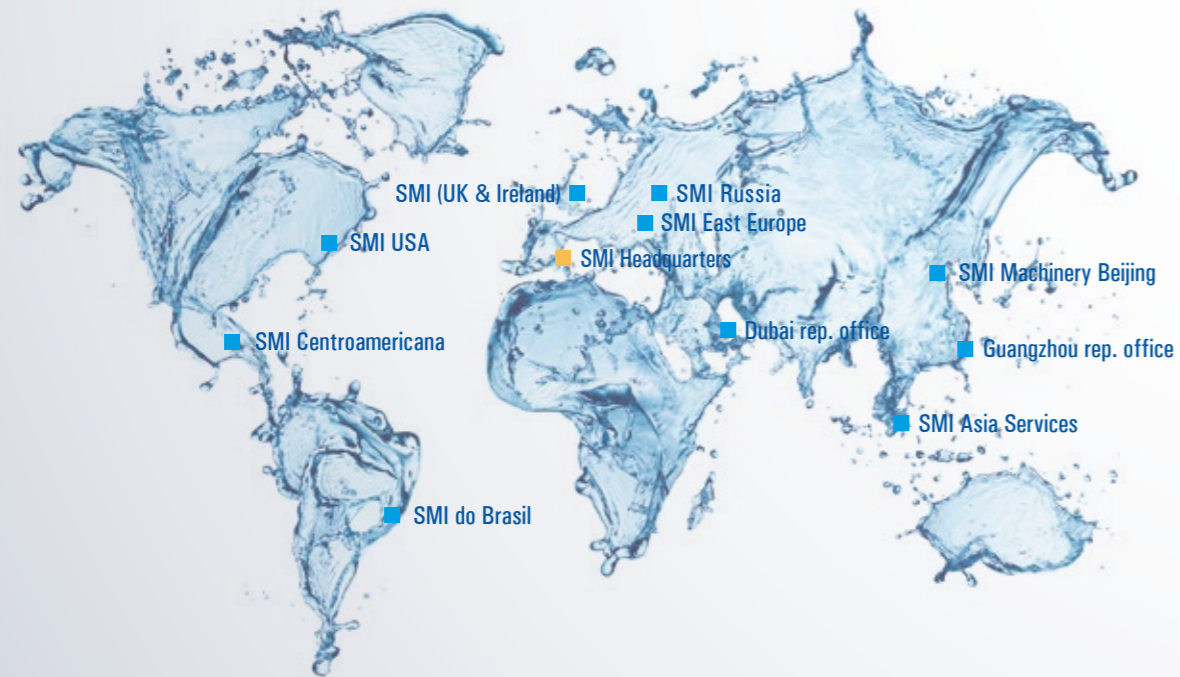 SMI (UK & Ireland)
SMI Russia
SMI East Europe
SMI USA
SMI Headquarters
SMI Machinery Beijing
Dubai rep. office
SMI Centroamericana
Guangzhou rep. office
SMI Asia Services
SMI do Brasil